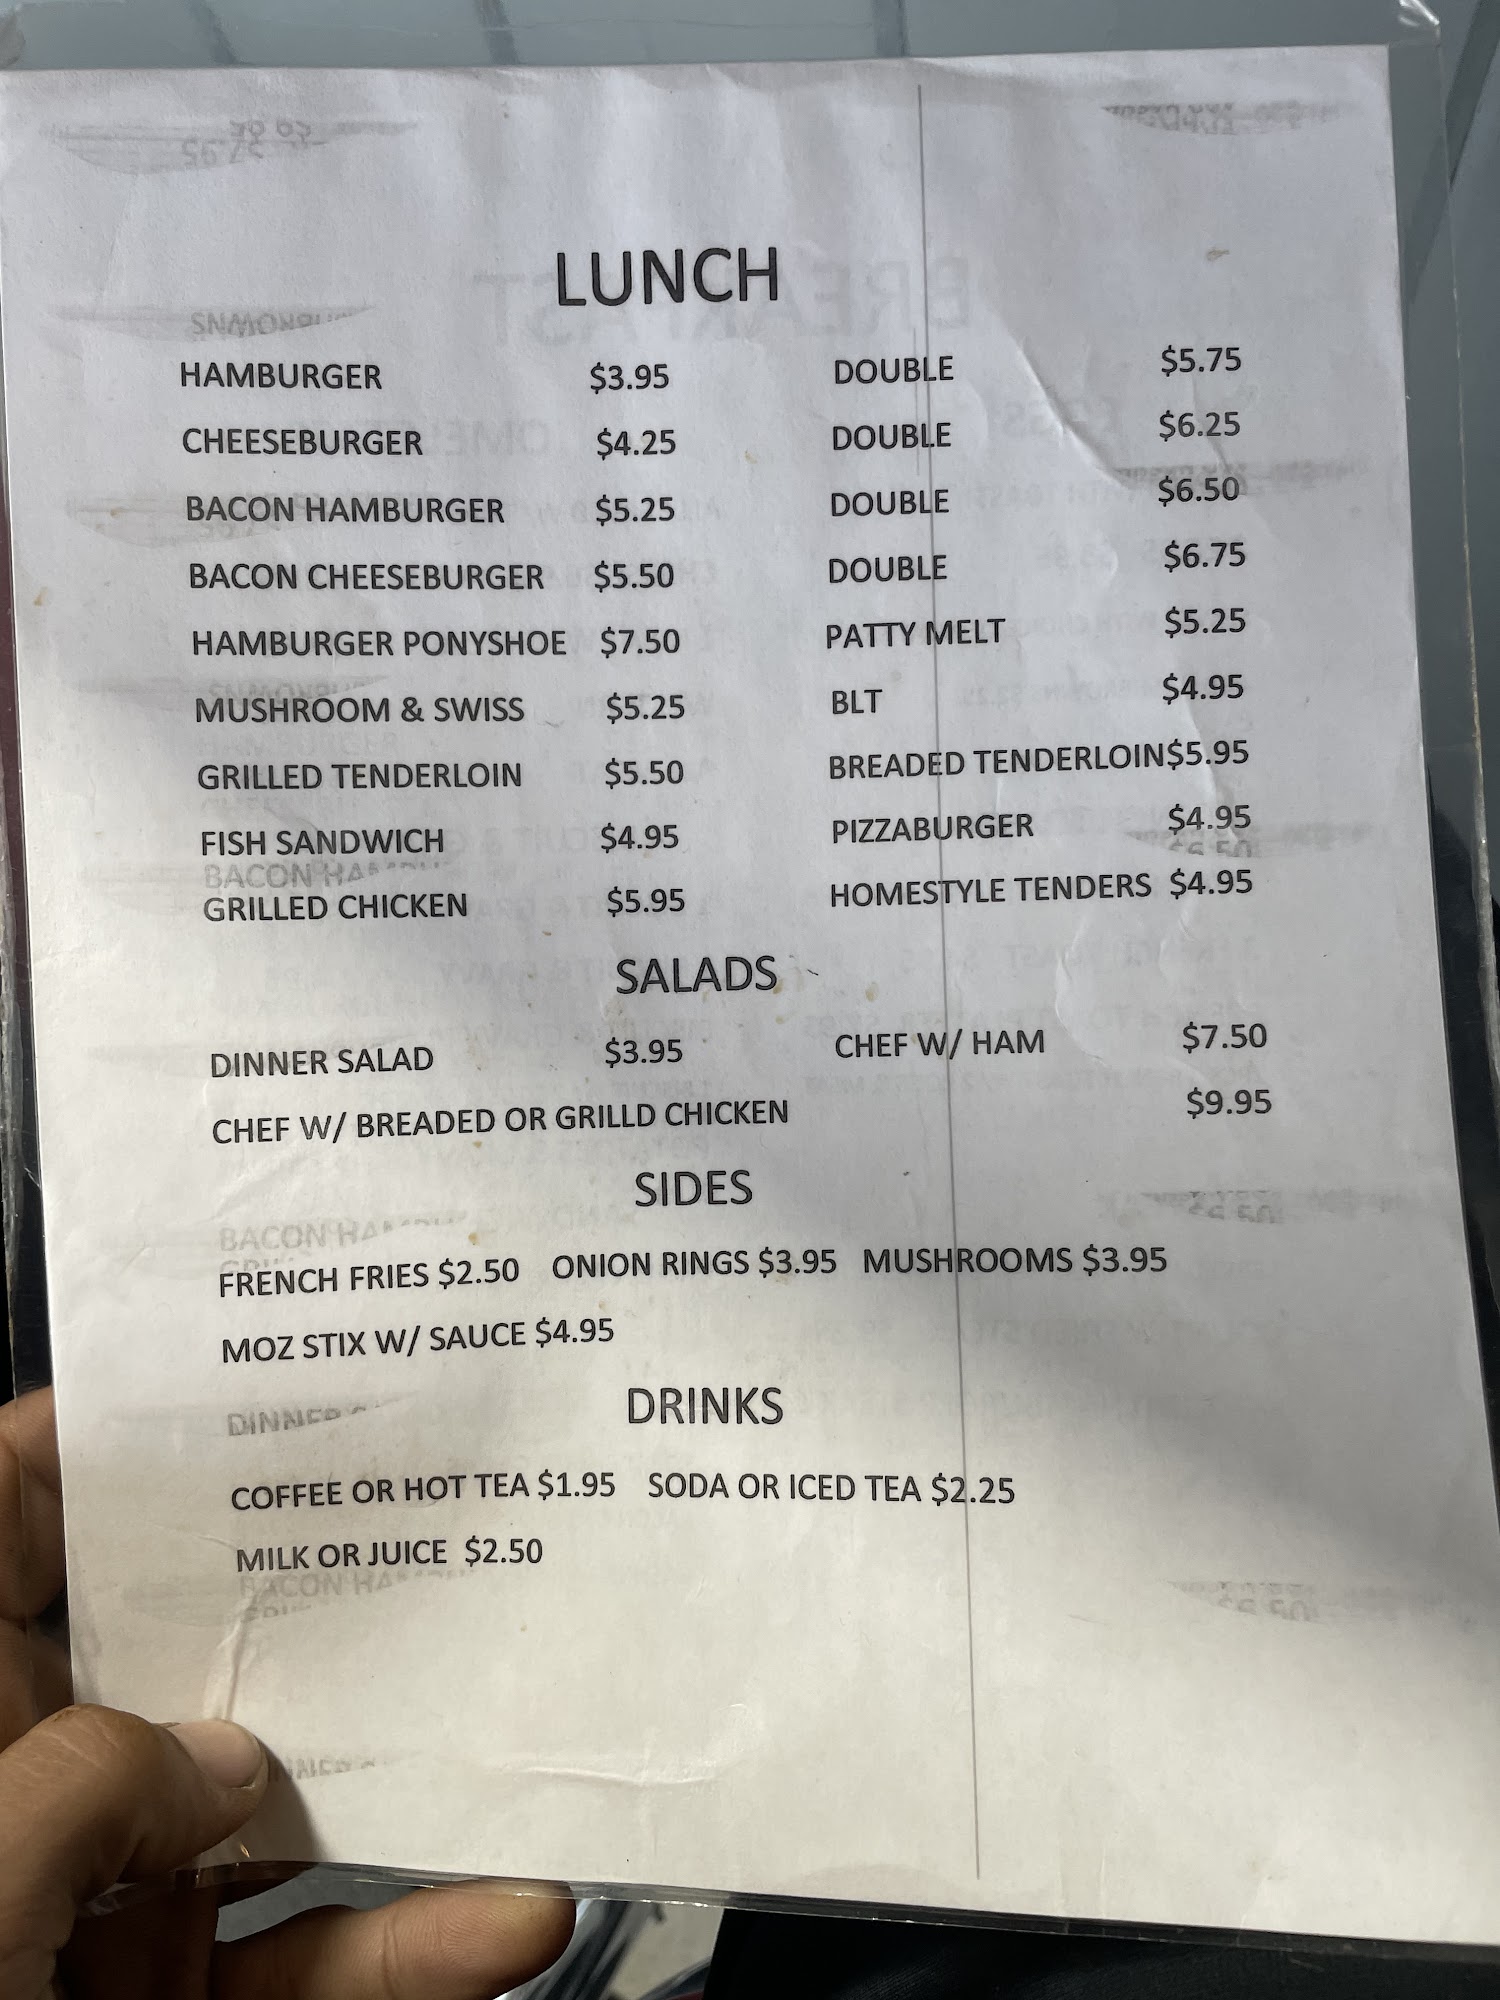 LUNCH
HAMBURGER $3.95 DOUBLE $5.75
CHEESEBURGER $4.25 DOUBLE $6.25
BACON HAMBURGER $5.25 DOUBLE $6.50
BACON CHEESEBURGER $5.50 DOUBLE $6.75
HAMBURGER PONYSHOE $7.50 PATTY MELT $5.25
MUSHROOM & SWISS $5.25 BLT $4.95
GRILLED TENDERLOIN $5.50 BREADED TENDERLOIN $5.95
FISH SANDWICH $4.95 PIZZABURGER $4.95
GRILLED CHICKEN $5.95 HOMESTYLE TENDERS $4.95
SALADS
DINNER SALAD $3.95 CHEF W/ HAM $7.50
CHEF W/ BREADED OR GRILLD CHICKEN $9.95
SIDES
FRENCH FRIES $2.50 ONION RINGS $3.95 MUSHROOMS $3.95
MOZ STIX W/ SAUCE $4.95
DRINKS
COFFEE OR HOT TEA $1.95 SODA OR ICED TEA $2.25
MILK OR JUICE $2.50